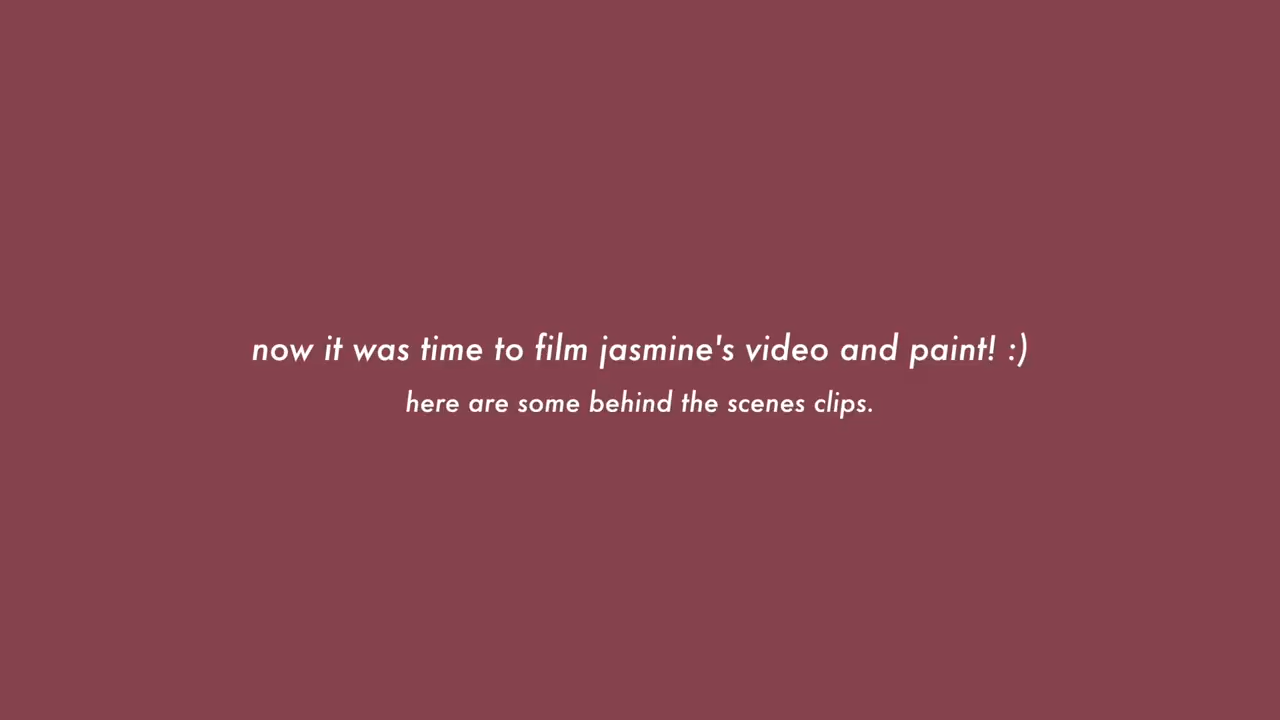 now it was time to film jasmine's video and paint! :)
here are some behind the scenes clips.